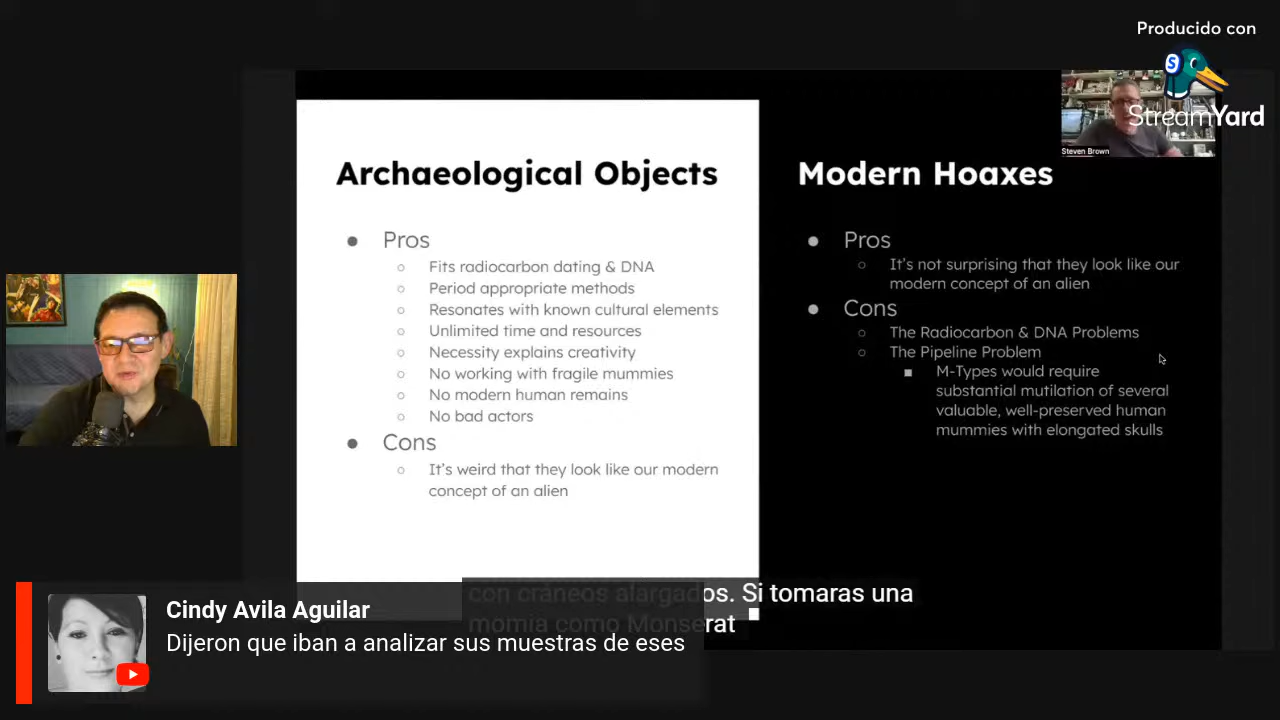 Producido con
StreamYard
Steven Brown
Archaeological Objects
Pros
Fits radiocarbon dating & DNA
Period appropriate methods
Resonates with known cultural elements
Unlimited time and resources
Necessity explains creativity
No working with fragile mummies
No modern human remains
No bad actors
Cons
It's weird that they look like our modern
concept of an alien
Modern Hoaxes
Pros
It's not surprising that they look like our
modern concept of an alien
Cons
The Radiocarbon & DNA Problems
The Pipeline Problem
M-Types would require
substantial mutilation of several
valuable, well-preserved human
mummies with elongated skulls
con cráneos alargados. Si tomaras una
momia como Monserat
Cindy Avila Aguilar
Dijeron que iban a analizar sus muestras de eses